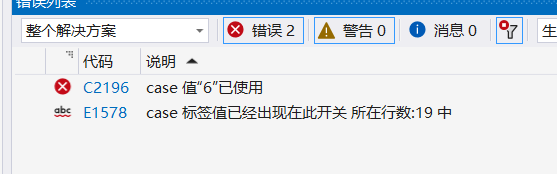 错误列表
整个解决方案 错误 2 警告 0 消息 0 生
代码 说明
C2196 case 值“6”已使用
abc E1578 case 标签值已经出现在此开关 所在行数:19 中